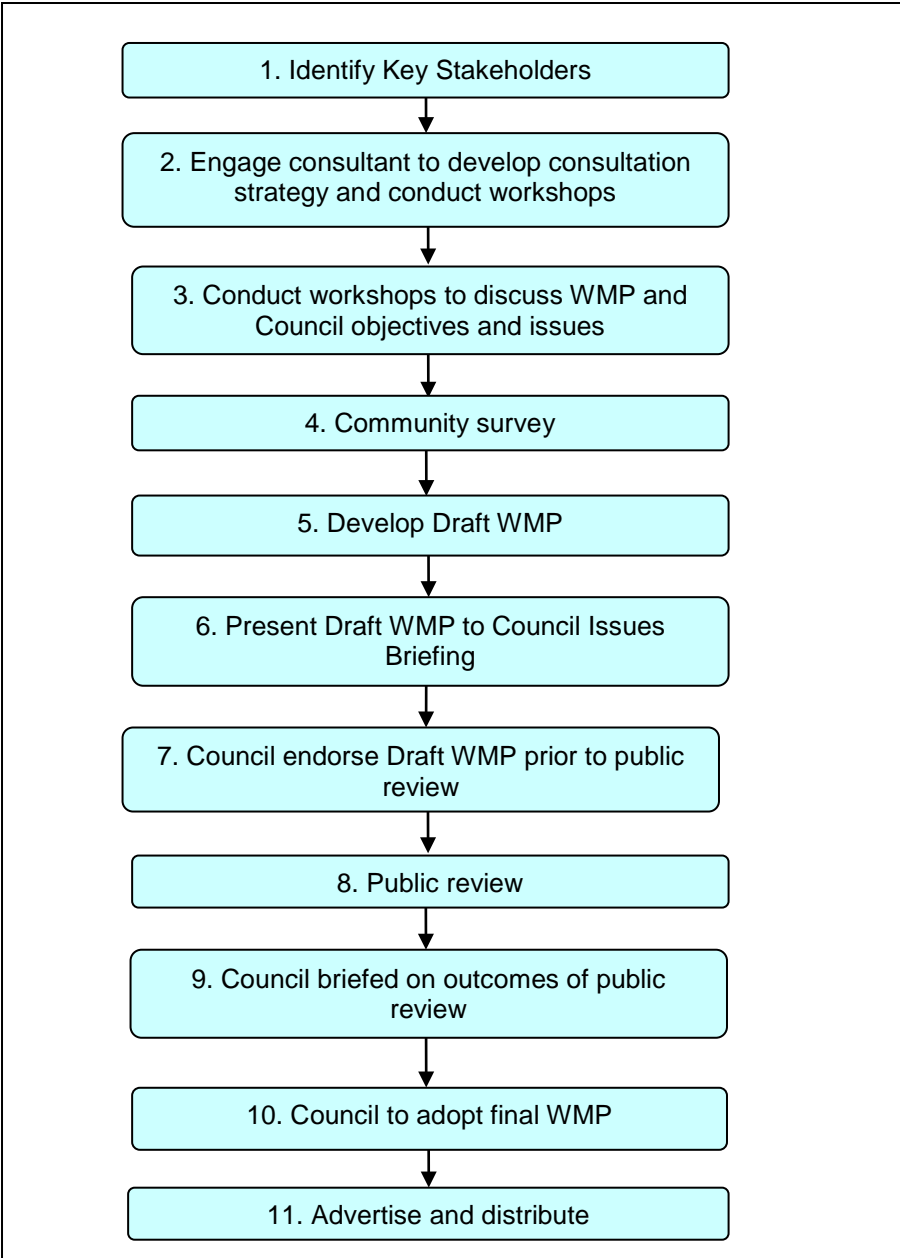 1. Identify Key Stakeholders
2. Engage consultant to develop consultation
strategy and conduct workshops
3. Conduct workshops to discuss WMP and
Council objectives and issues
4. Community survey
5. Develop Draft WMP
6. Present Draft WMP to Council Issues
Briefing
7. Council endorse Draft WMP prior to public
review
8. Public review
9. Council briefed on outcomes of public
review
10. Council to adopt final WMP
11. Advertise and distribute